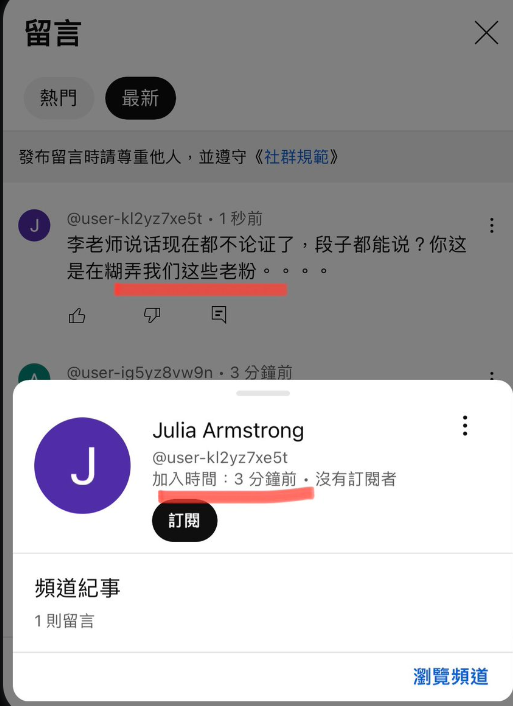 留言
熱門
最新
發布留言時請尊重他人，並遵守《社群規範》
J
@user-kl2yz7xe5t・1 秒前
李老师说话现在都不论证了，段子都能说？你这
是在糊弄我们这些老粉。。。。
@user-ig5yz8vw9n・3 分鐘前
J
Julia Armstrong
@user-kl2yz7xe5t
加入時間：3 分鐘前・沒有訂閱者
訂閱
頻道紀事
1 則留言
瀏覽頻道